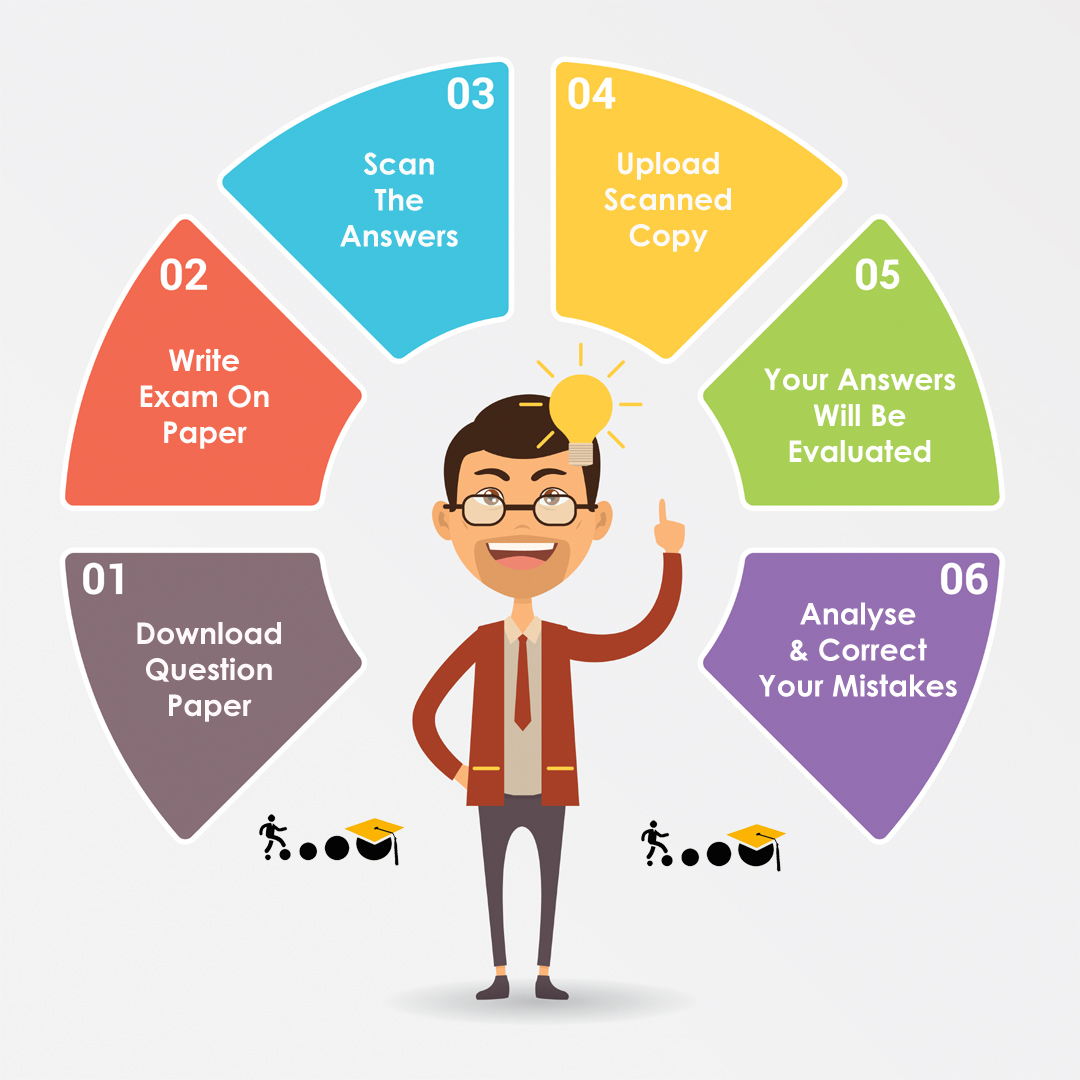 01
Download
Question
Paper
02
Write
Exam On
Paper
03
Scan
The
Answers
04
Upload
Scanned
Copy
05
Your Answers
Will Be
Evaluated
06
Analyse
& Correct
Your Mistakes